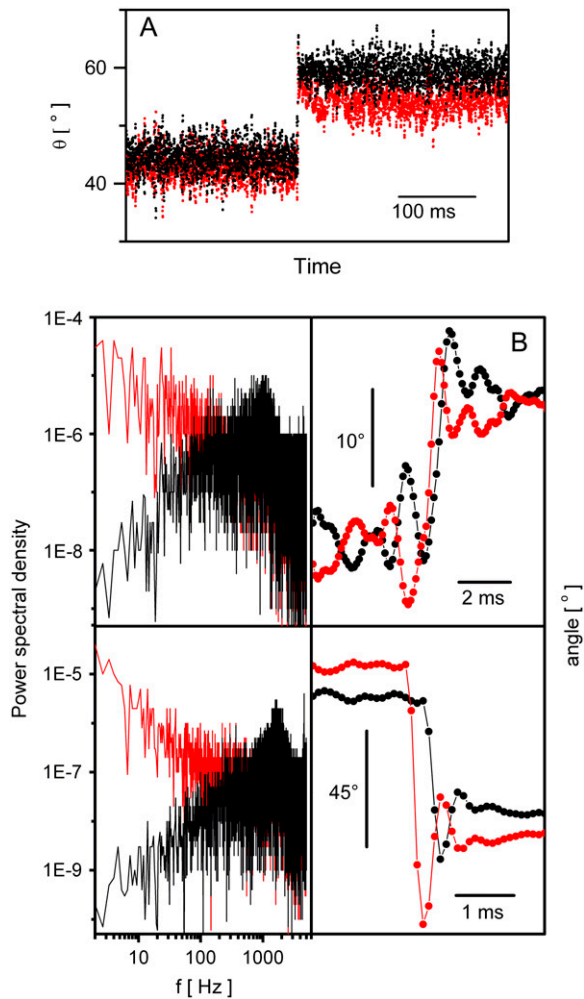 A
60
40
θ [ ° ]
100 ms
Time
1E-4
1E-6
1E-8
1E-5
1E-7
1E-9
Power spectral density
10
100
1000
f [ Hz ]
B
10°
2 ms
45°
1 ms
angle [ ° ]